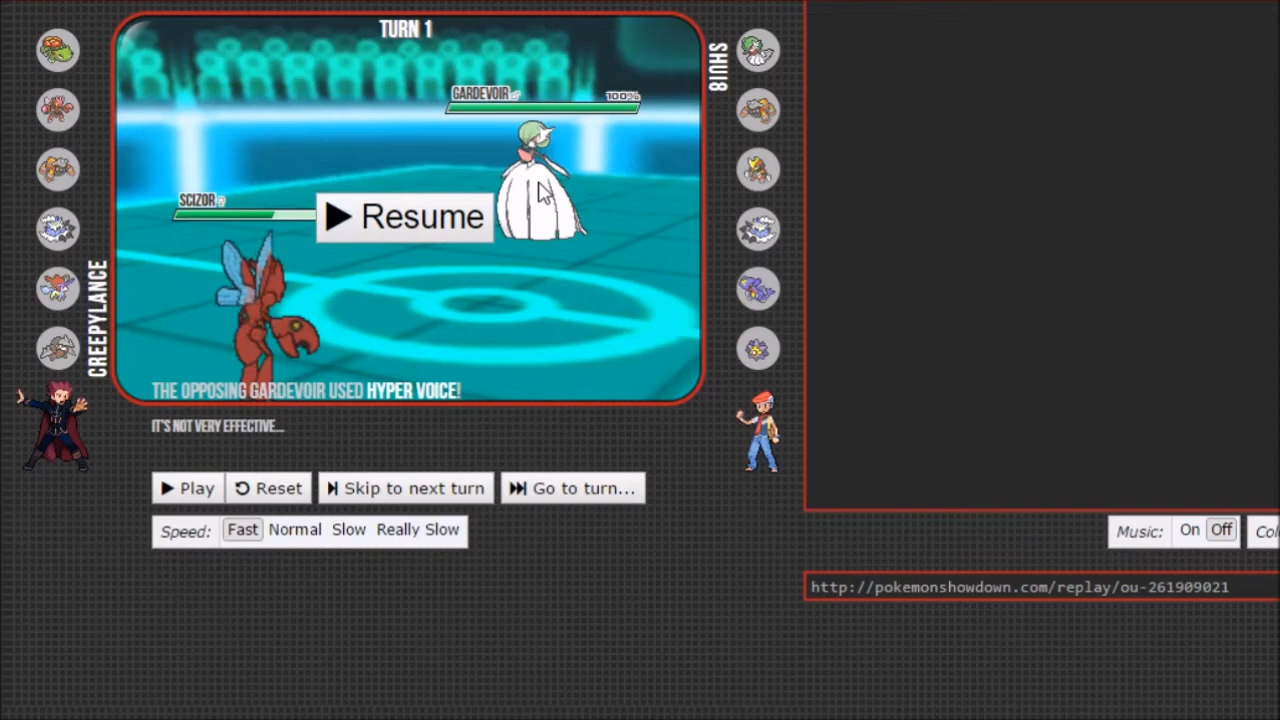 TURN 1
SHUI8
GARDEVOIR
100%
SCIZOR
Resume
CREEPYLANCE
THE OPPOSING GARDEVOIR USED HYPER VOICE!
IT'S NOT VERY EFFECTIVE...
Play Reset Skip to next turn Go to turn...
Speed: Fast Normal Slow Really Slow
Music: On Off
http://pokemonshowdown.com/replay/ou-261909021